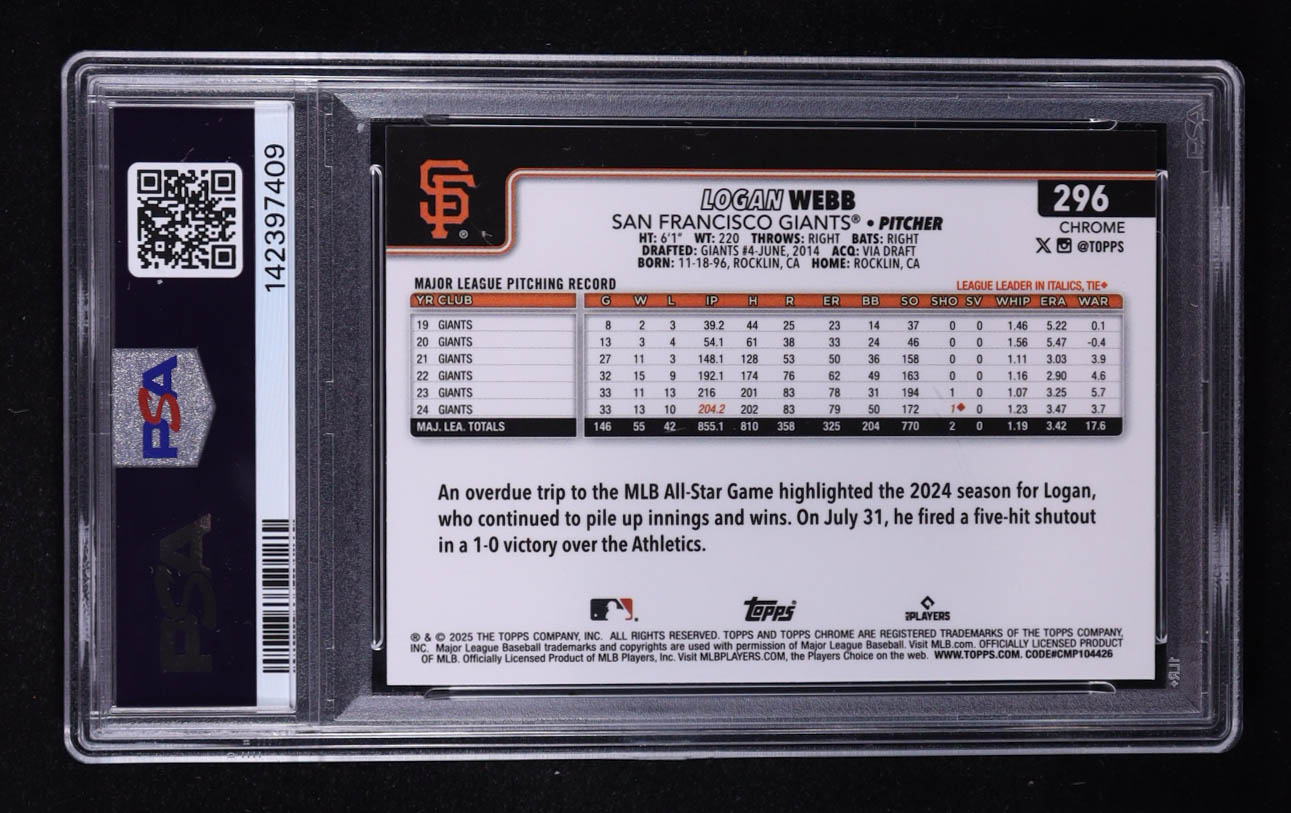 142397409
PSA
PSA
PSA
SF®
LOGAN WEBB
SAN FRANCISCO GIANTS® • PITCHER
HT: 6'1" WT: 220 THROWS: RIGHT BATS: RIGHT
DRAFTED: GIANTS #4-JUNE, 2014 ACQ: VIA DRAFT
BORN: 11-18-96, ROCKLIN, CA HOME: ROCKLIN, CA
296
CHROME
X @TOPPS
MAJOR LEAGUE PITCHING RECORD LEAGUE LEADER IN ITALICS, TIE◆
YR CLUB G W L IP H R ER BB SO SHO SV WHIP ERA WAR
19 GIANTS 8 2 3 39.2 44 25 23 14 37 0 0 1.46 5.22 0.1
20 GIANTS 13 3 4 54.1 61 38 33 24 46 0 0 1.56 5.47 -0.4
21 GIANTS 27 11 3 148.1 128 53 50 36 158 0 0 1.11 3.03 3.9
22 GIANTS 32 15 9 192.1 174 76 62 49 163 0 0 1.16 2.90 4.6
23 GIANTS 33 11 13 216 201 83 78 31 194 1 0 1.07 3.25 5.7
24 GIANTS 33 13 10 204.2 202 83 79 50 172 1◆ 0 1.23 3.47 3.7
MAJ. LEA. TOTALS 146 55 42 855.1 810 358 325 204 770 2 0 1.19 3.42 17.6
An overdue trip to the MLB All-Star Game highlighted the 2024 season for Logan,
who continued to pile up innings and wins. On July 31, he fired a five-hit shutout
in a 1-0 victory over the Athletics.
Topps®
PLAYERS
® & © 2025 THE TOPPS COMPANY, INC. ALL RIGHTS RESERVED. TOPPS AND TOPPS CHROME ARE REGISTERED TRADEMARKS OF THE TOPPS COMPANY,
INC. Major League Baseball trademarks and copyrights are used with permission of Major League Baseball. Visit MLB.com. OFFICIALLY LICENSED PRODUCT
OF MLB. Officially Licensed Product of MLB Players, Inc. Visit MLBPLAYERS.COM, the Players Choice on the web. WWW.TOPPS.COM. CODE#CMP104426